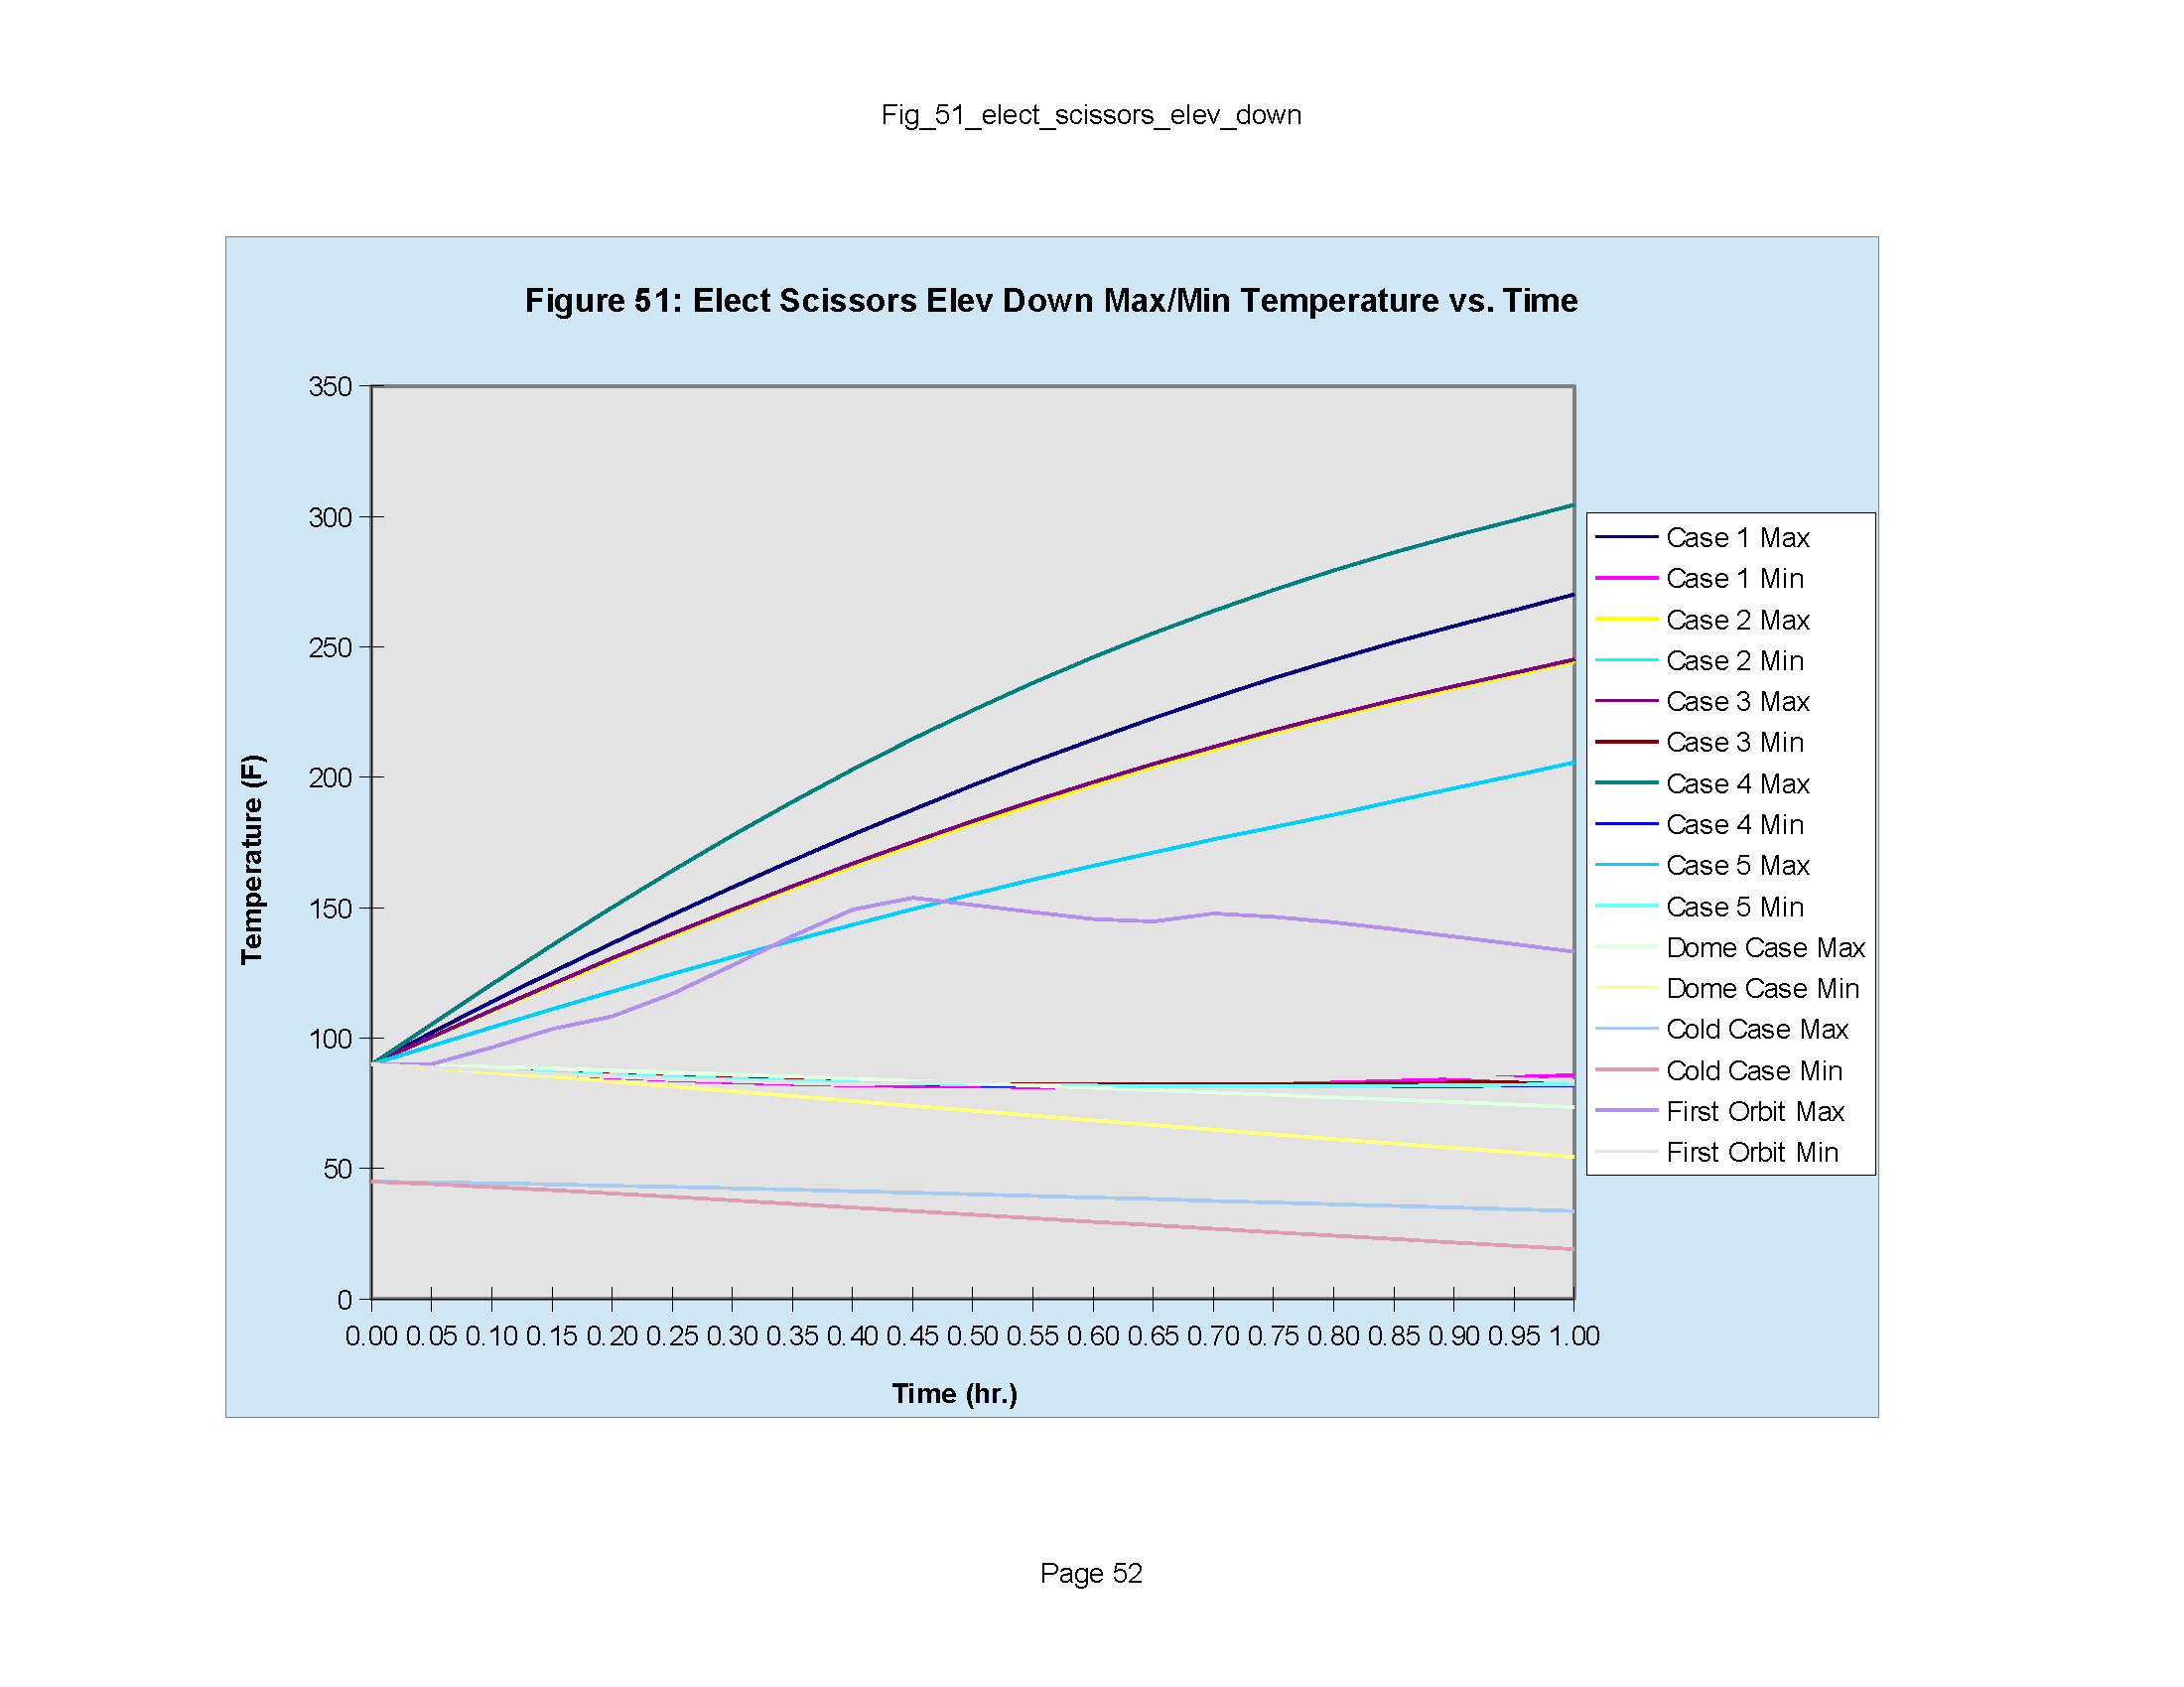 Fig_51_elect_scissors_elev_down
Figure 51: Elect Scissors Elev Down Max/Min Temperature vs. Time
350
300
250
200
150
100
50
0
Temperature (F)
0.00 0.05 0.10 0.15 0.20 0.25 0.30 0.35 0.40 0.45 0.50 0.55 0.60 0.65 0.70 0.75 0.80 0.85 0.90 0.95 1.00
Time (hr.)
Case 1 Max
Case 1 Min
Case 2 Max
Case 2 Min
Case 3 Max
Case 3 Min
Case 4 Max
Case 4 Min
Case 5 Max
Case 5 Min
Dome Case Max
Dome Case Min
Cold Case Max
Cold Case Min
First Orbit Max
First Orbit Min
Page 52